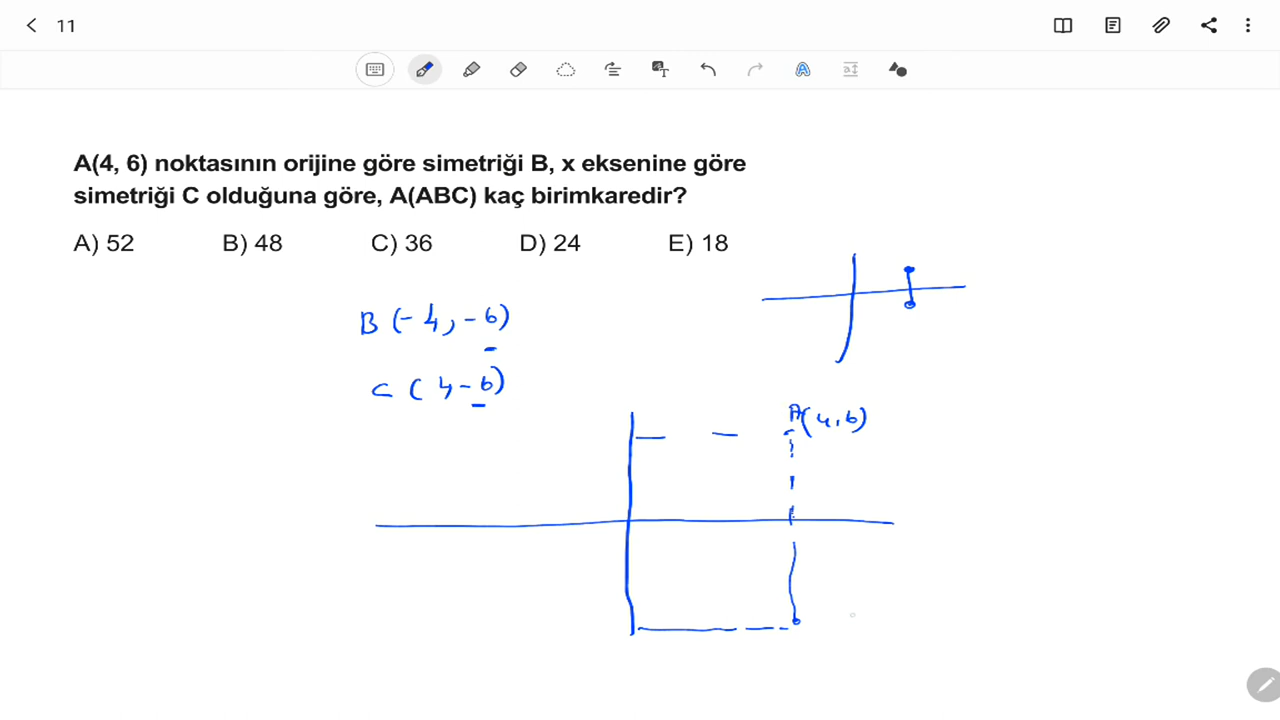 11
A(4, 6) noktasının orijine göre simetriği B, x eksenine göre
simetriği C olduğuna göre, A(ABC) kaç birimkaredir?
A) 52 B) 48 C) 36 D) 24 E) 18
B (-4, -6)
C (4-6)
A(4,6)